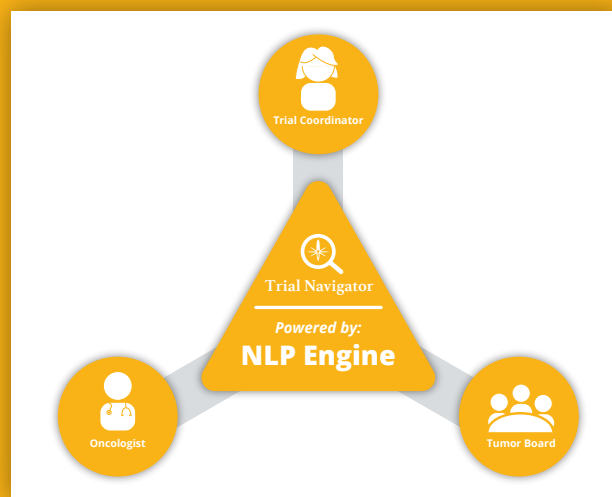 Trial Coordinator
Trial Navigator
Powered by:
NLP Engine
Oncologist
Tumor Board